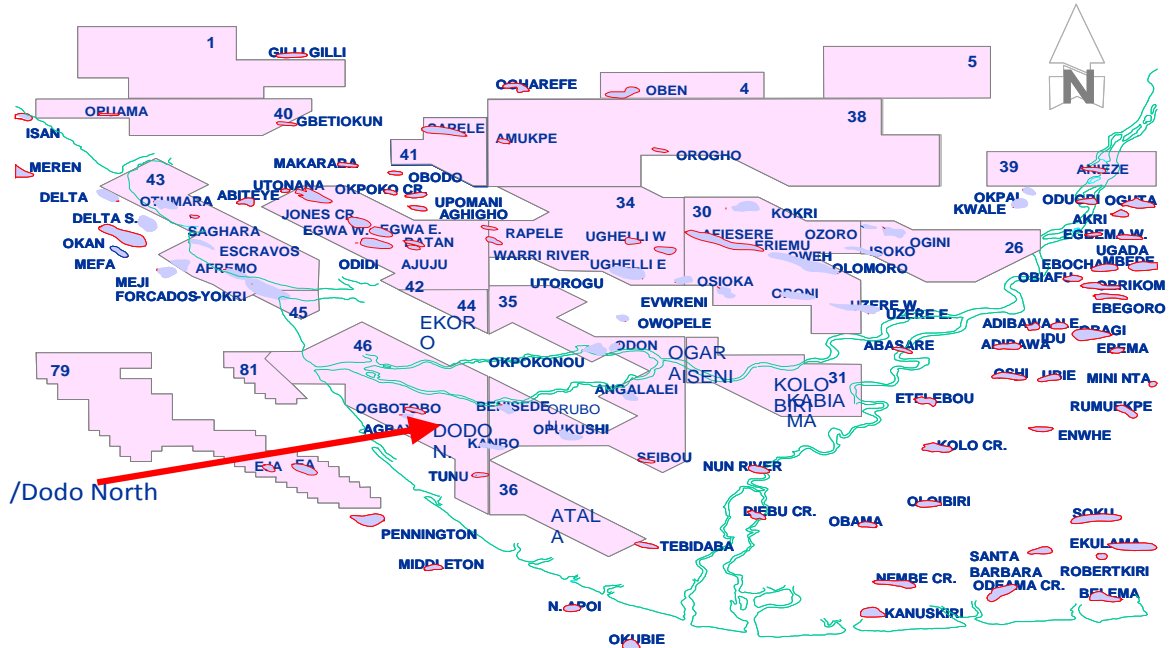 1
GILLI GILLI
5
OGHAREFE
OBEN
4
N
OPUAMA
40
GBETIOKUN
ISAN
SAPELE
AMUKPE
38
MEREN
MAKARABA
41
OBODO
OROGHO
39
ANIEZE
43
UTONANA
OKPOKO CR.
DELTA
OTUMARA
ABITEYE
UPOMANI
AGHIGHO
34
30
KOKRI
OKPAI
KWALE
ODUGRI
OGUTA
AKRI
DELTA S.
SAGHARA
JONES CR.
EGWA W.
EGWA E.
BATAN
RAPELE
UGHELLI W
AFIESERE
ERIEMU
OZORO
OGINI
26
EGBEMA W.
OKAN
MEFA
ESCRAVOS
WARRI RIVER
ISOKO
UGADA
AFREMO
ODIDI
AJUJU
UGHELLI E
OWEH
OLOMORO
EBOCHA
MBEDE
MEJI
FORCADOS-YOKRI
42
UTOROGU
OSIOKA
ORONI
OBIAFU
OBRIKOM
45
44
35
EVWRENI
UZERE W.
UZERE E.
EBEGORO
EKOR
O
OWOPELE
ADIBAWA N.E.
IDU
OBAGI
46
ODON
OGAR
AISENI
ABASARE
ADIBAWA
EREMA
79
81
OKPOKONOU
ANGALALEI
KOLO
BIRI
KABIA
MA
31
OSHI
UBIE
MINI NTA
OGBOTOBO
BENISEDE
ORUBO
U
ETELEBOU
RUMUEKPE
DODO
N.
OPUKUSHI
ENWHE
KANBO
KOLO CR.
EJA
EA
TUNU
SEIBOU
NUN RIVER
/Dodo North
36
ATAL
A
DIEBU CR.
OLOIBIRI
SOKU
PENNINGTON
OBAMA
TEBIDABA
EKULAMA
MIDDLETON
SANTA
BARBARA
ROBERTKIRI
NEMBE CR.
ODEAMA CR.
BELEMA
N. APOI
KANUSKIRI
OKUBIE